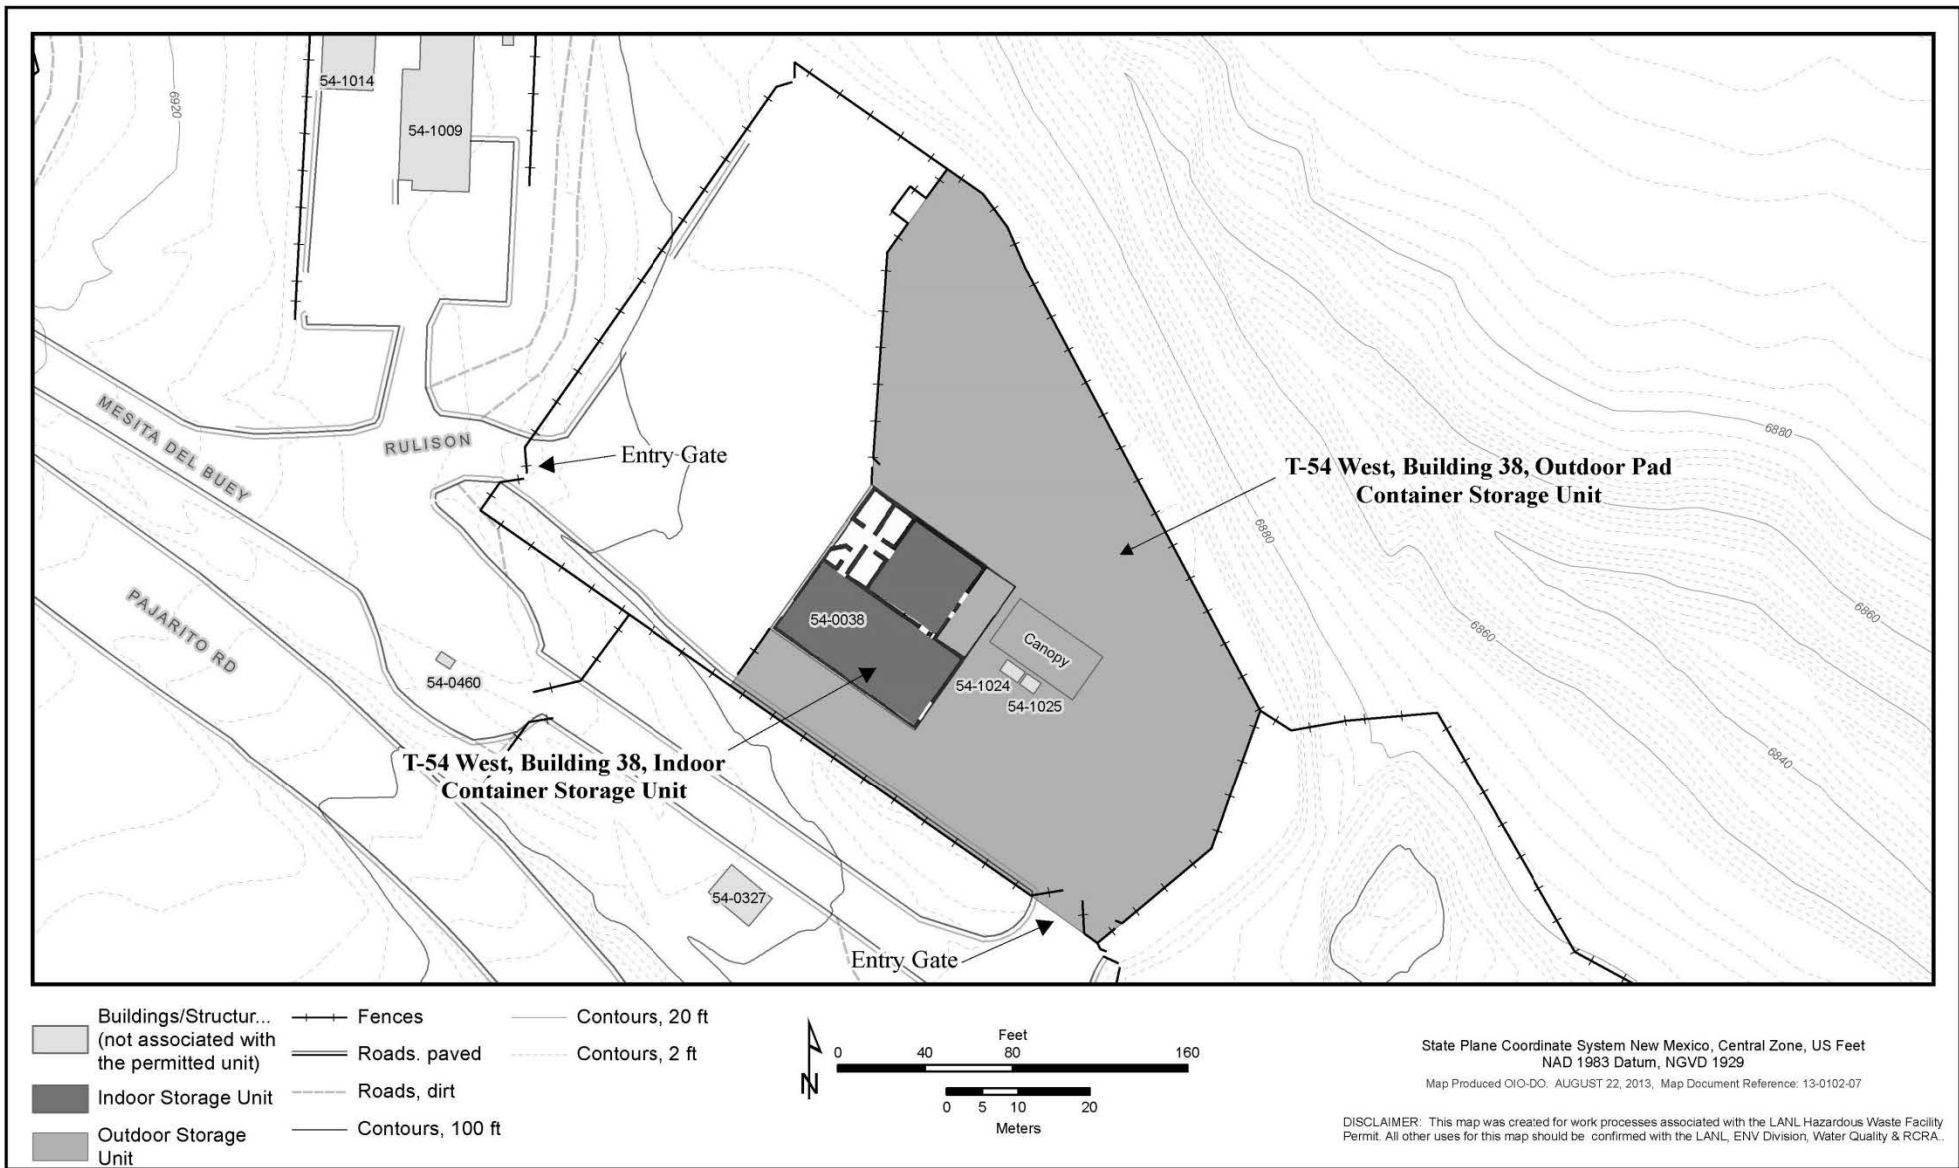 54-1014
6920
54-1009
MESITA DEL BUEY
RULISON
Entry Gate
6880
T-54 West, Building 38, Outdoor Pad
Container Storage Unit
6880
PAJARITO RD
54-0038
6860
6860
Canopy
54-0460
54-1024
54-1025
T-54 West, Building 38, Indoor
Container Storage Unit
6840
54-0327
Entry Gate
Buildings/Structur...
(not associated with
the permitted unit)
Indoor Storage Unit
Outdoor Storage
Unit
Fences
Roads. paved
Roads, dirt
Contours, 100 ft
Contours, 20 ft
Contours, 2 ft
N
Feet
0 40 80 160
0 5 10 20
Meters
State Plane Coordinate System New Mexico, Central Zone, US Feet
NAD 1983 Datum, NGVD 1929
Map Produced OIO-DO. AUGUST 22, 2013, Map Document Reference: 13-0102-07
DISCLAIMER: This map was created for work processes associated with the LANL Hazardous Waste Facility
Permit. All other uses for this map should be confirmed with the LANL, ENV Division, Water Quality & RCRA..